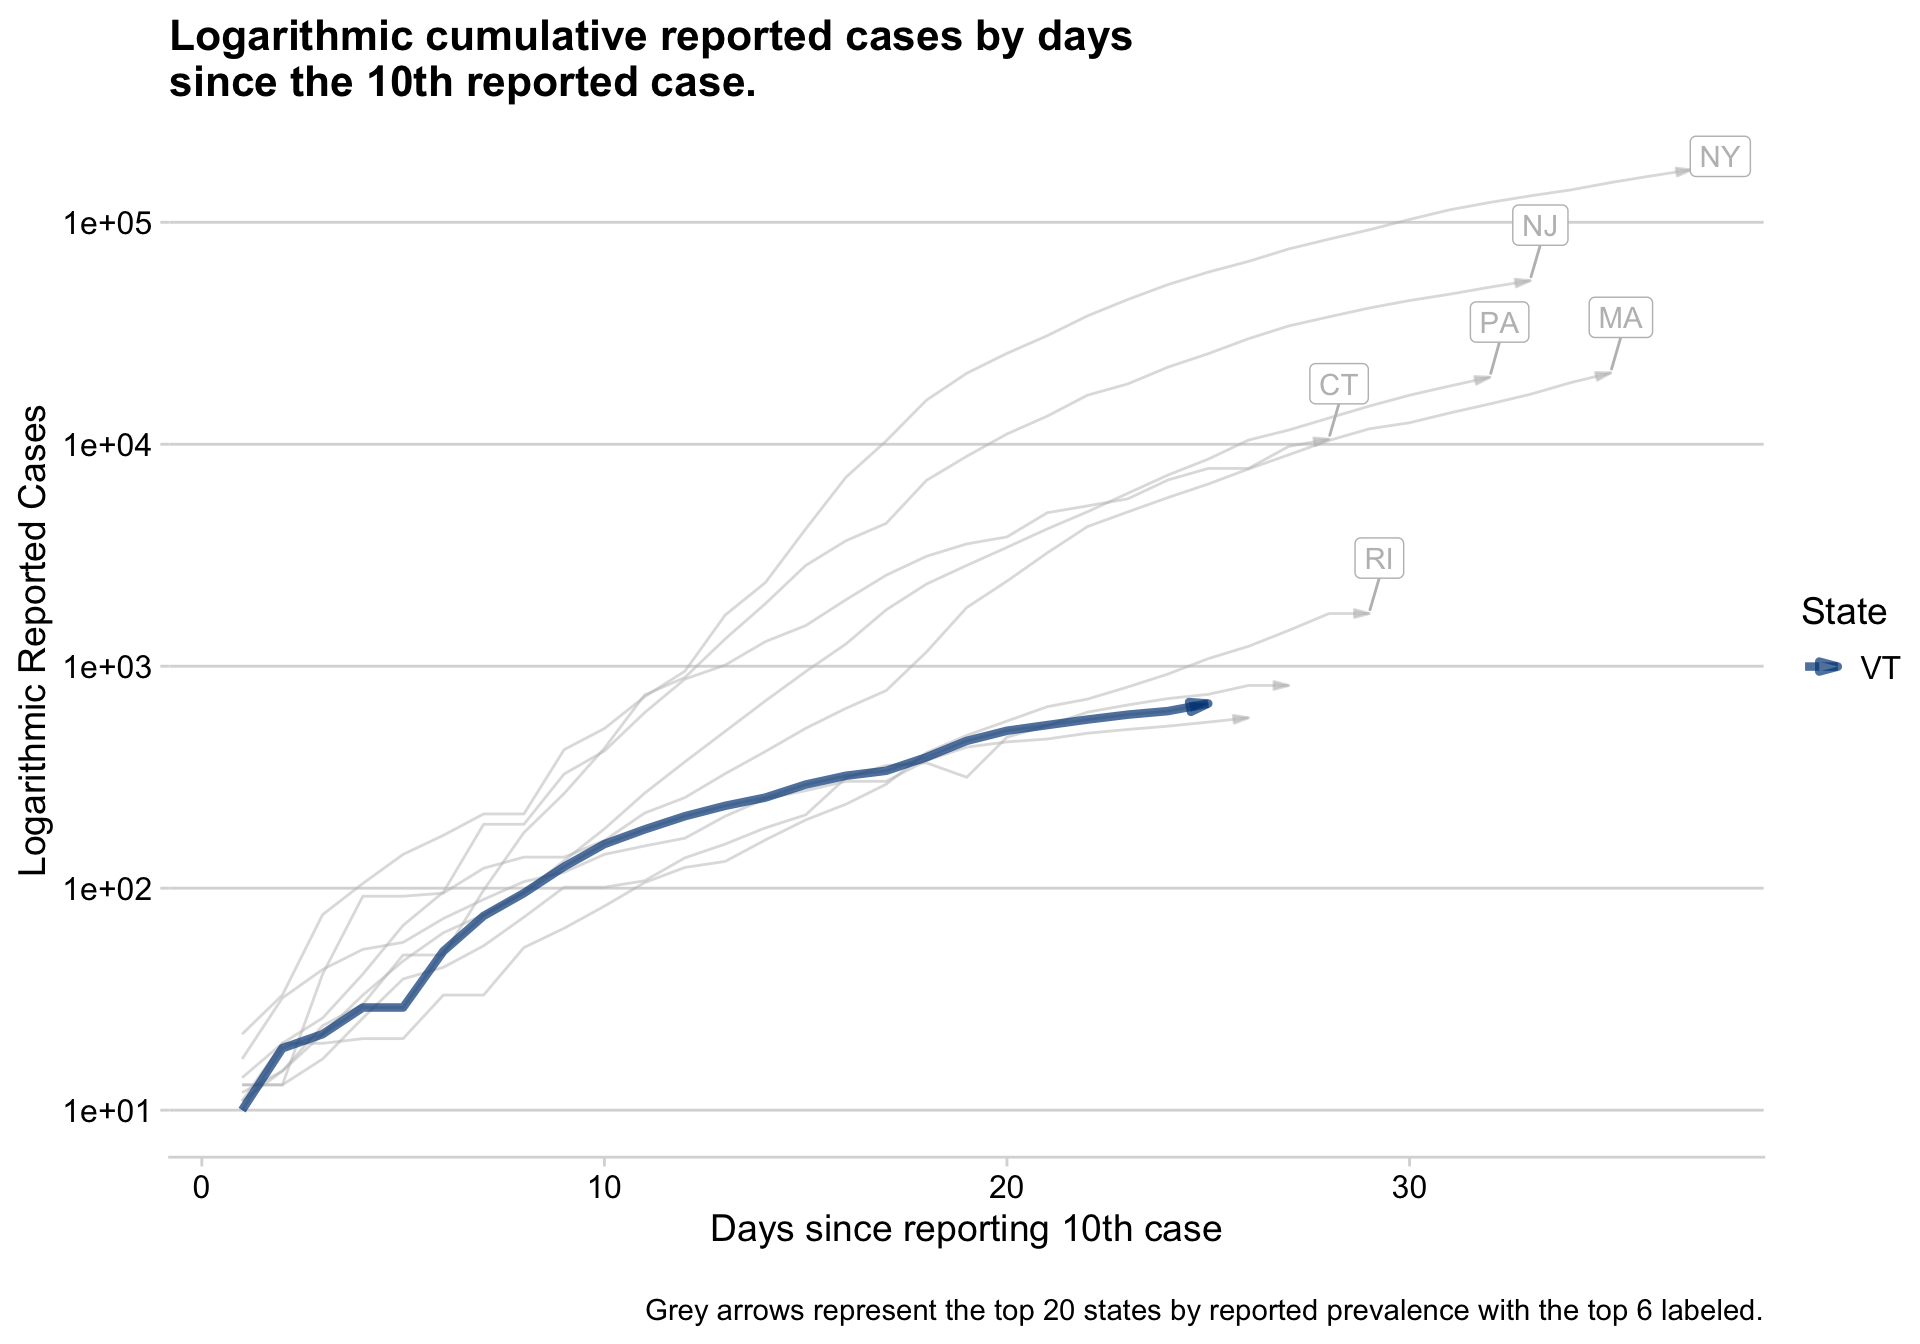 Logarithmic cumulative reported cases by days
since the 10th reported case.
NY
1e+05
NJ
PA
MA
CT
1e+04
Logarithmic Reported Cases
RI
State
1e+03
VT
1e+02
1e+01
0
10
20
30
Days since reporting 10th case
Grey arrows represent the top 20 states by reported prevalence with the top 6 labeled.